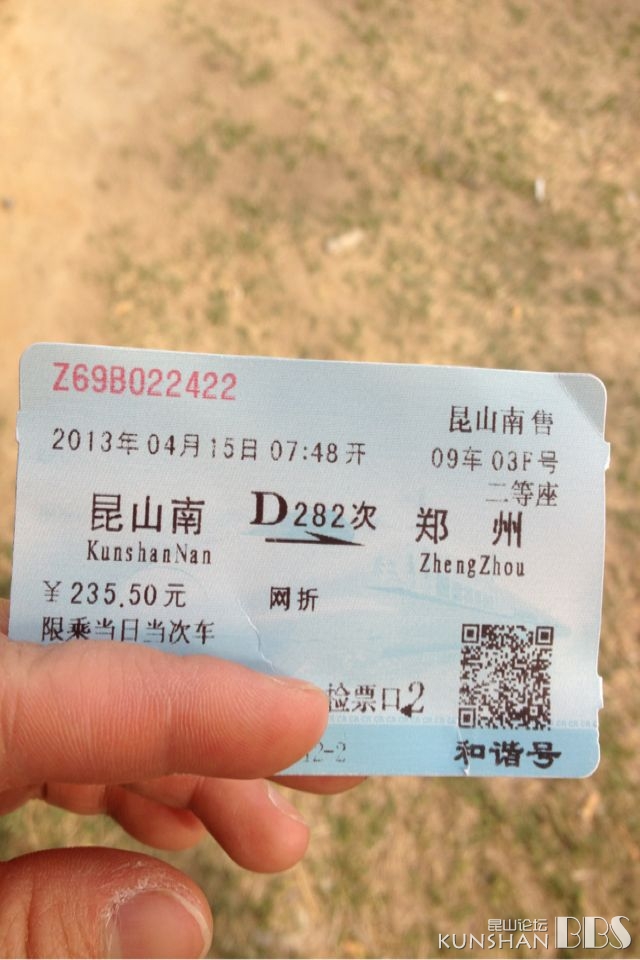 Z69B022422
昆山南售
2013年04月15日07:48开
09车03F号
二等座
昆山南
D282次
郑州
KunshanNan
ZhengZhou
￥235.50元
网折
限乘当日当次车
检票口2
12-2
和谐号
昆山论坛
KUNSHAN BBS